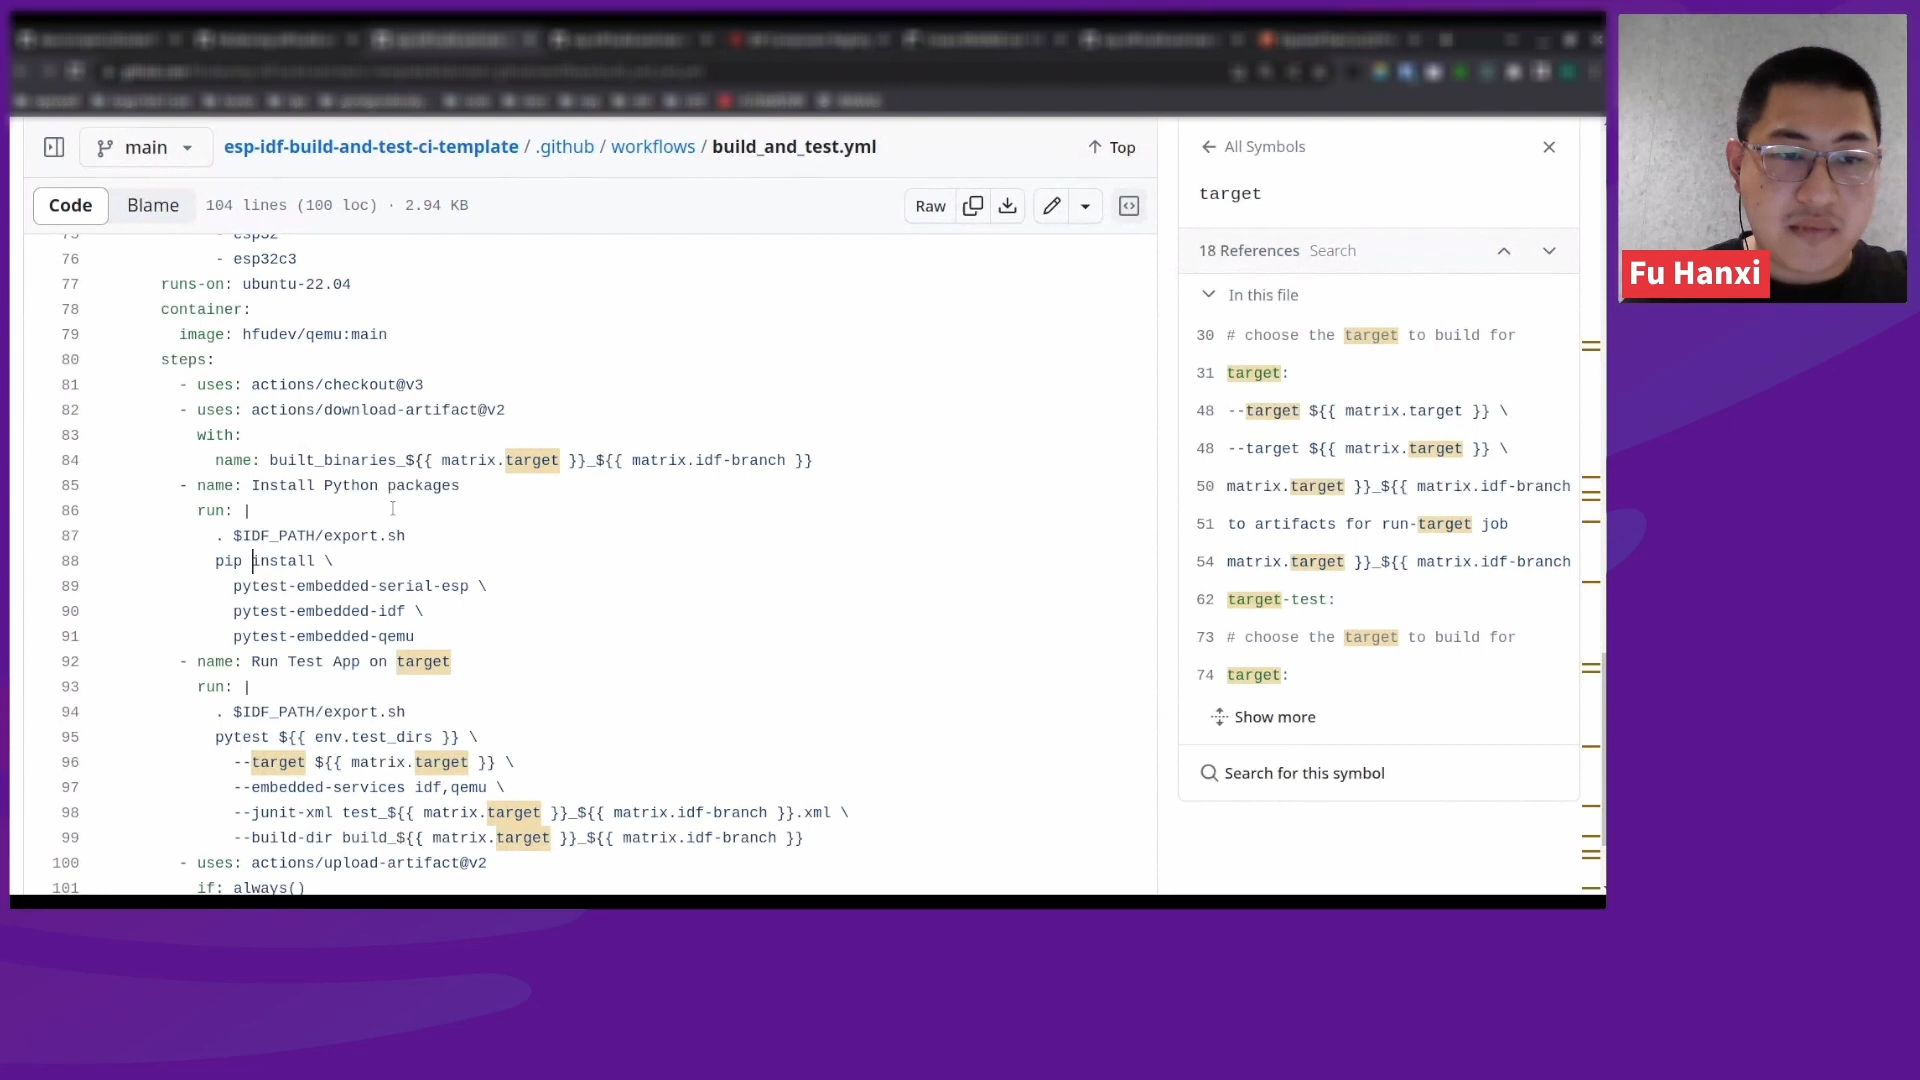 main
esp-idf-build-and-test-ci-template / .github / workflows / build_and_test.yml
Top
Code
Blame
104 lines (100 loc) · 2.94 KB
Raw
75 - esp32
76 - esp32c3
77 runs-on: ubuntu-22.04
78 container:
79 image: hfudev/qemu:main
80 steps:
81 - uses: actions/checkout@v3
82 - uses: actions/download-artifact@v2
83 with:
84 name: built_binaries_${{ matrix.target }}_${{ matrix.idf-branch }}
85 - name: Install Python packages
86 run: |
87 . $IDF_PATH/export.sh
88 pip install \
89 pytest-embedded-serial-esp \
90 pytest-embedded-idf \
91 pytest-embedded-qemu
92 - name: Run Test App on target
93 run: |
94 . $IDF_PATH/export.sh
95 pytest ${{ env.test_dirs }} \
96 --target ${{ matrix.target }} \
97 --embedded-services idf,qemu \
98 --junit-xml test_${{ matrix.target }}_${{ matrix.idf-branch }}.xml \
99 --build-dir build_${{ matrix.target }}_${{ matrix.idf-branch }}
100 - uses: actions/upload-artifact@v2
101 if: always()
All Symbols
target
18 References Search
In this file
30 # choose the target to build for
31 target:
48 --target ${{ matrix.target }} \
48 --target ${{ matrix.target }} \
50 matrix.target }}_${{ matrix.idf-branch
51 to artifacts for run-target job
54 matrix.target }}_${{ matrix.idf-branch
62 target-test:
73 # choose the target to build for
74 target:
Show more
Search for this symbol
Fu Hanxi